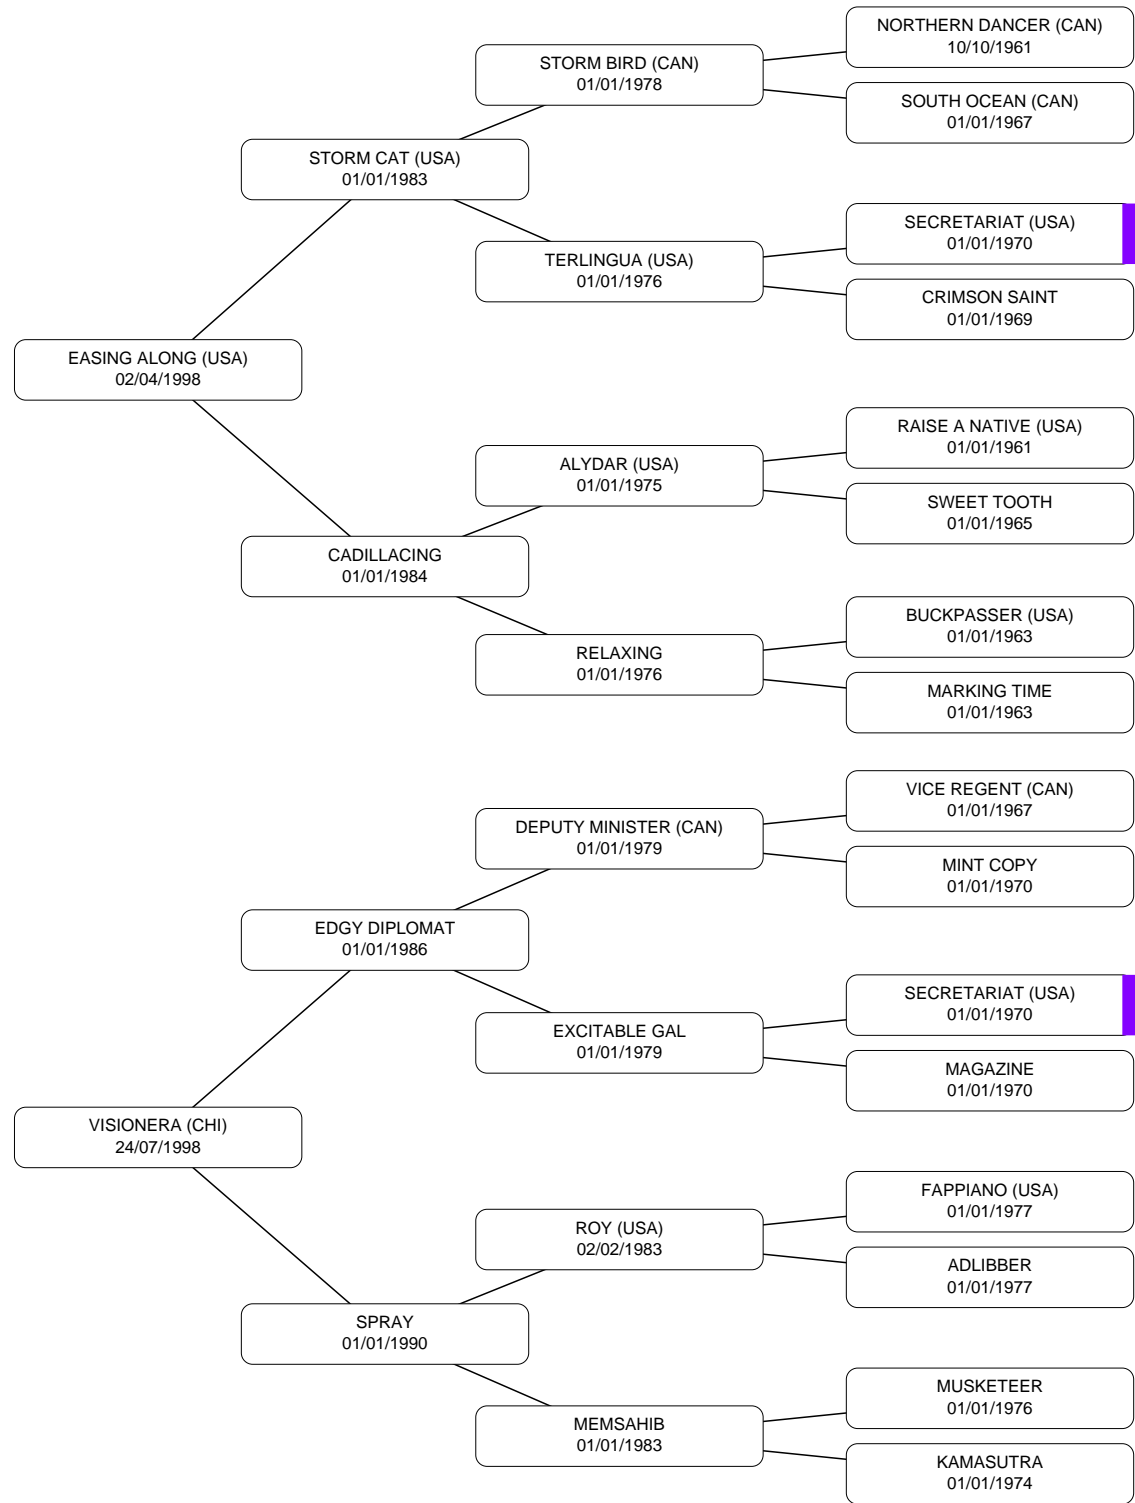 NORTHERN DANCER (CAN)
10/10/1961
STORM BIRD (CAN)
01/01/1978
SOUTH OCEAN (CAN)
01/01/1967
STORM CAT (USA)
01/01/1983
SECRETARIAT (USA)
01/01/1970
TERLINGUA (USA)
01/01/1976
CRIMSON SAINT
01/01/1969
EASING ALONG (USA)
02/04/1998
RAISE A NATIVE (USA)
01/01/1961
ALYDAR (USA)
01/01/1975
SWEET TOOTH
01/01/1965
CADILLACING
01/01/1984
BUCKPASSER (USA)
01/01/1963
RELAXING
01/01/1976
MARKING TIME
01/01/1963
VICE REGENT (CAN)
01/01/1967
DEPUTY MINISTER (CAN)
01/01/1979
MINT COPY
01/01/1970
EDGY DIPLOMAT
01/01/1986
SECRETARIAT (USA)
01/01/1970
EXCITABLE GAL
01/01/1979
MAGAZINE
01/01/1970
VISIONERA (CHI)
24/07/1998
FAPPIANO (USA)
01/01/1977
ROY (USA)
02/02/1983
ADLIBBER
01/01/1977
SPRAY
01/01/1990
MUSKETEER
01/01/1976
MEMSAHIB
01/01/1983
KAMASUTRA
01/01/1974